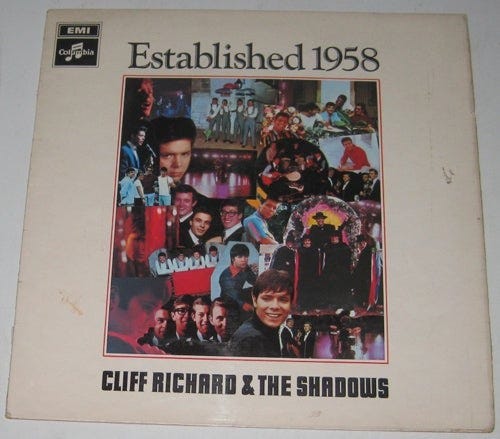 EMI
Columbia
Established 1958
CLIFF RICHARD & THE SHADOWS